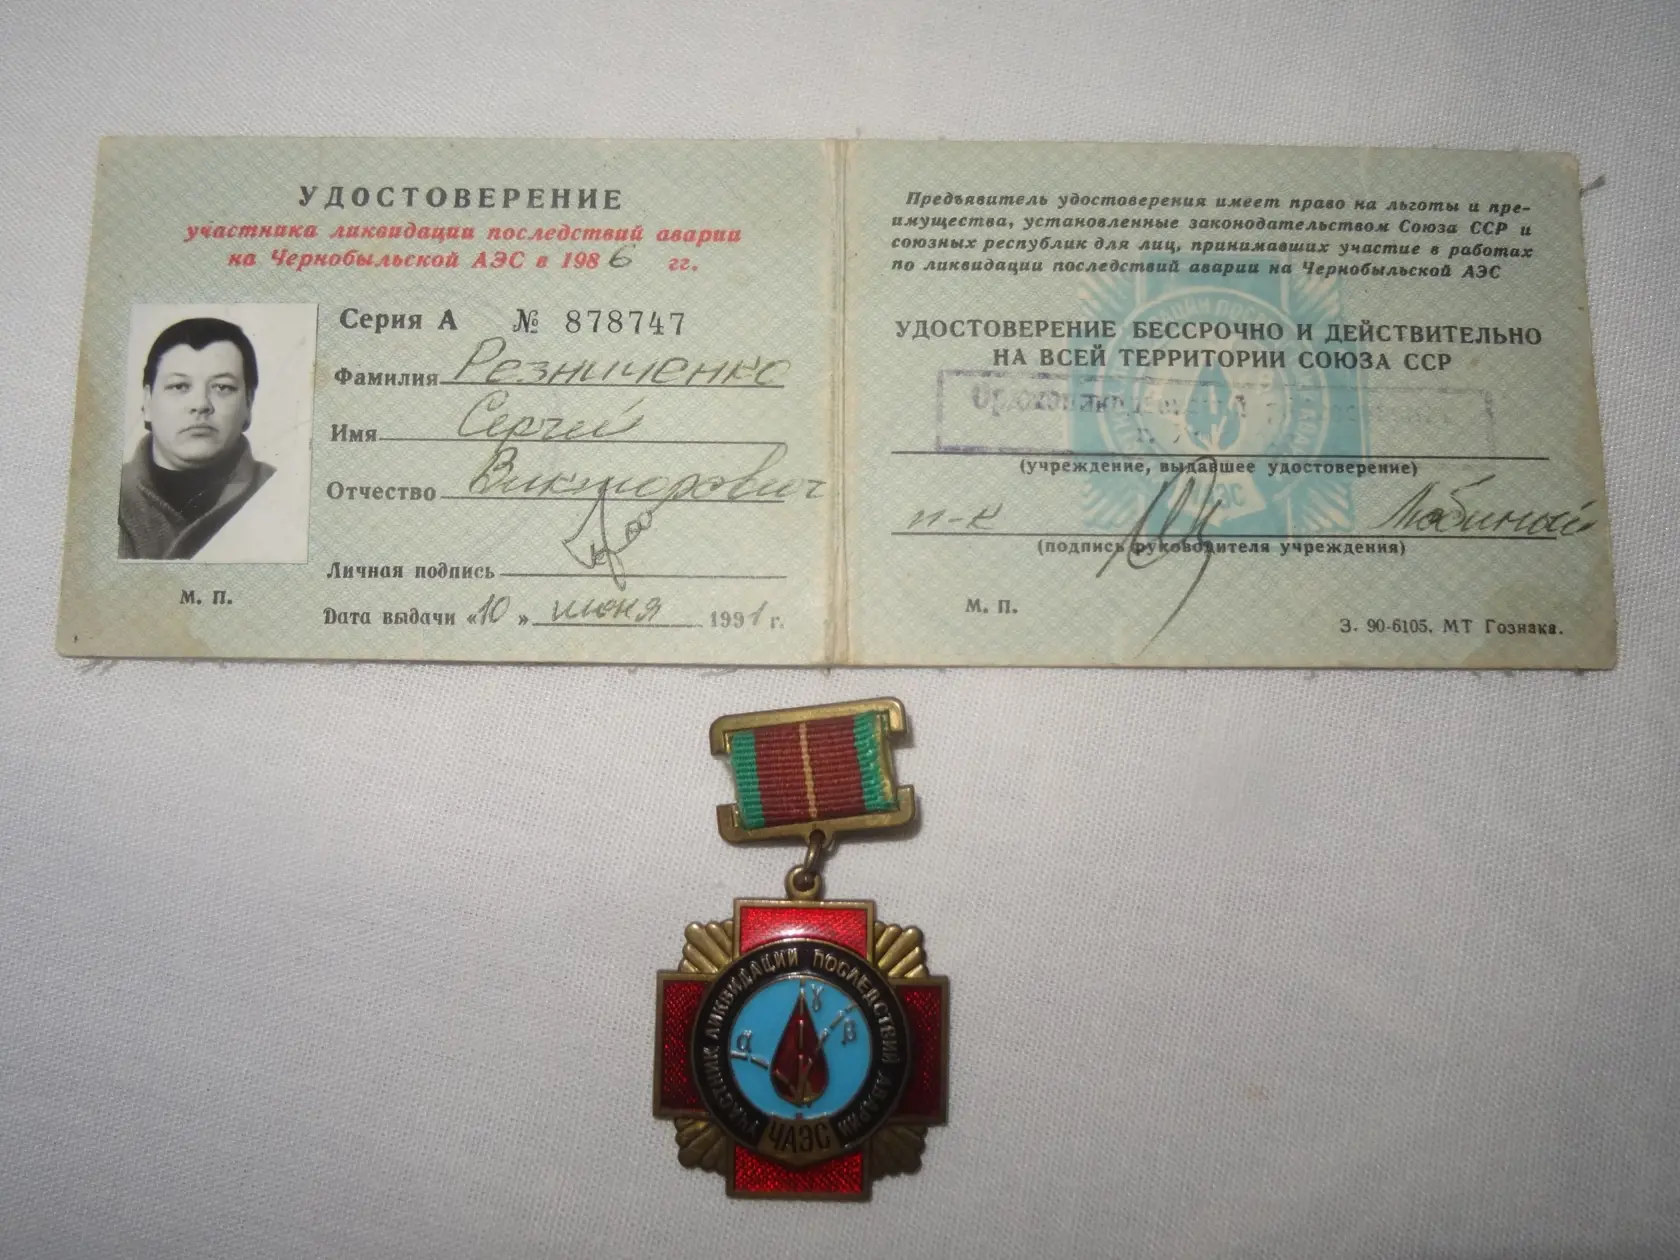 УДОСТОВЕРЕНИЕ
участника ликвидации последствий аварии
на Чернобыльской АЭС в 1986 гг.
Серия А № 878747
Фамилия Резниченко
Имя Сергей
Отчество Викторович
Личная подпись
М. П.
Дата выдачи «10» июня 1991 г.
Предъявитель удостоверения имеет право на льготы и пре-
имущества, установленные законодательством Союза ССР и
союзных республик для лиц, принимавших участие в работах
по ликвидации последствий аварии на Чернобыльской АЭС
УДОСТОВЕРЕНИЕ БЕССРОЧНО И ДЕЙСТВИТЕЛЬНО
НА ВСЕЙ ТЕРРИТОРИИ СОЮЗА ССР
(учреждение, выдавшее удостоверение)
п-к
(подпись руководителя учреждения)
М. П.
З. 90-6105. МТ Гознака.
УЧАСТНИК ЛИКВИДАЦИИ ПОСЛЕДСТВИЙ АВАРИИ
α γ β
ЧАЭС